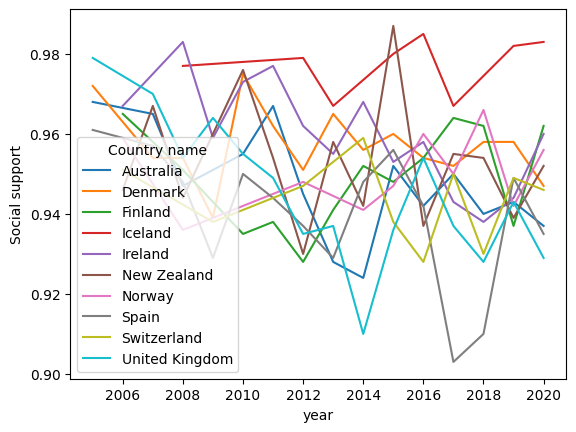 0.98
0.96
0.94
0.92
0.90
Social support
Country name
Australia
Denmark
Finland
Iceland
Ireland
New Zealand
Norway
Spain
Switzerland
United Kingdom
2006 2008 2010 2012 2014 2016 2018 2020
year